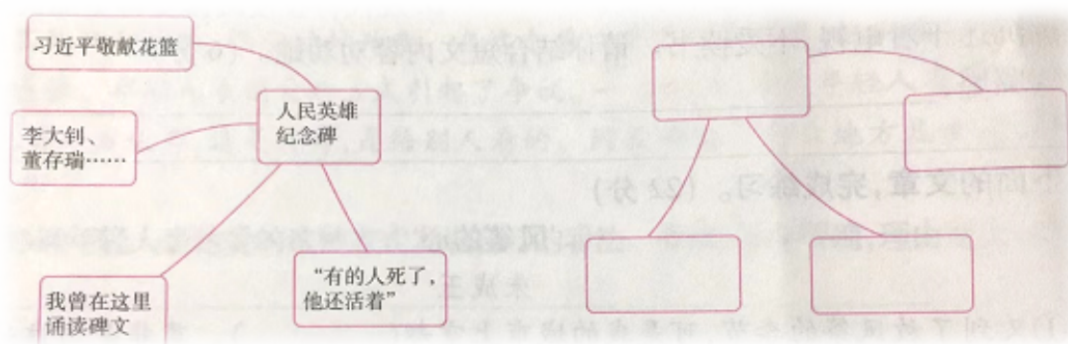 习近平敬献花篮
李大钊、
董存瑞……
人民英雄
纪念碑
我曾在这里
诵读碑文
“有的人死了，
他还活着”